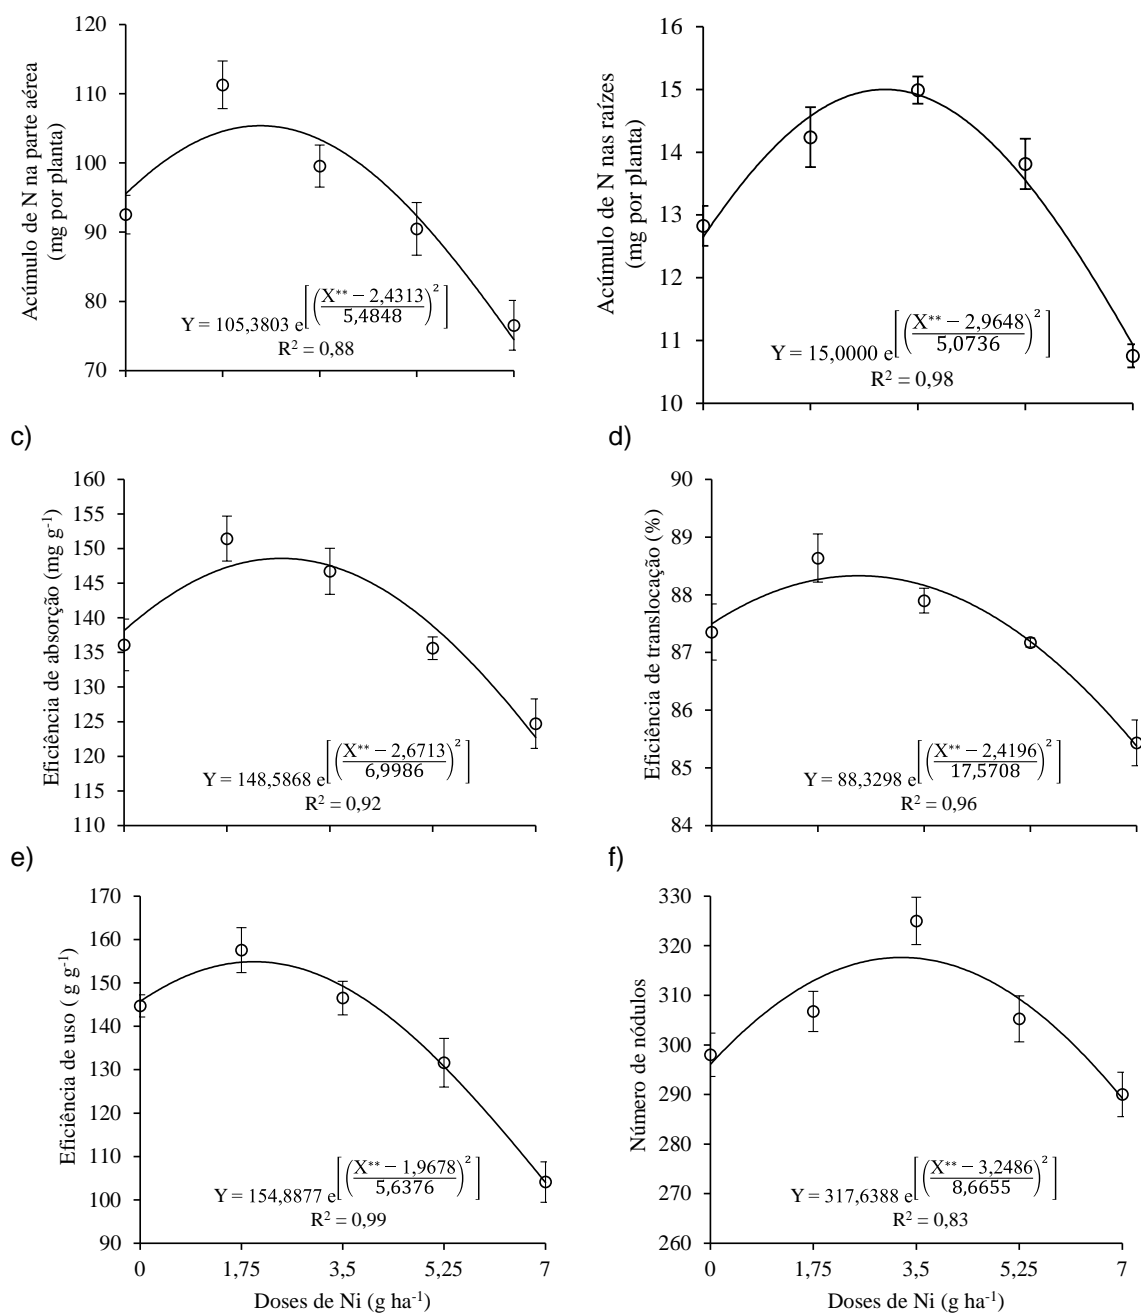 120
110
100
90
80
70
Acúmulo de N na parte aérea
(mg por planta)
Y = 105,3803 e[((X** − 2,4313)/5,4848)²]
R² = 0,88
16
15
14
13
12
11
10
Acúmulo de N nas raízes
(mg por planta)
Y = 15,0000 e[((X** − 2,9648)/5,0736)²]
R² = 0,98
c)
160
155
150
145
140
135
130
125
120
115
110
Eficiência de absorção (mg g⁻¹)
Y = 148,5868 e[((X** − 2,6713)/6,9986)²]
R² = 0,92
d)
90
89
88
87
86
85
84
Eficiência de translocação (%)
Y = 88,3298 e[((X** − 2,4196)/17,5708)²]
R² = 0,96
e)
170
160
150
140
130
120
110
100
90
Eficiência de uso ( g g⁻¹)
Y = 154,8877 e[((X** − 1,9678)/5,6376)²]
R² = 0,99
0 1,75 3,5 5,25 7
Doses de Ni (g ha⁻¹)
f)
330
320
310
300
290
280
270
260
Número de nódulos
Y = 317,6388 e[((X** − 3,2486)/8,6655)²]
R² = 0,83
0 1,75 3,5 5,25 7
Doses de Ni (g ha⁻¹)